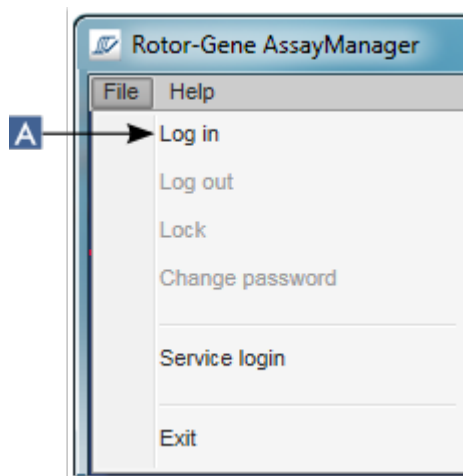 Rotor-Gene AssayManager
File Help
A
Log in
Log out
Lock
Change password
Service login
Exit